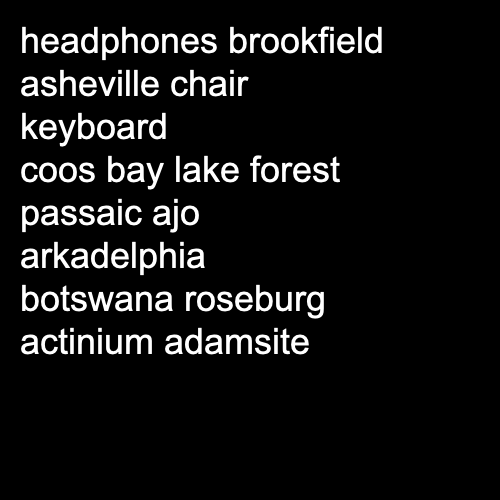 headphones brookfield
asheville chair
keyboard
coos bay lake forest
passaic ajo
arkadelphia
botswana roseburg
actinium adamsite